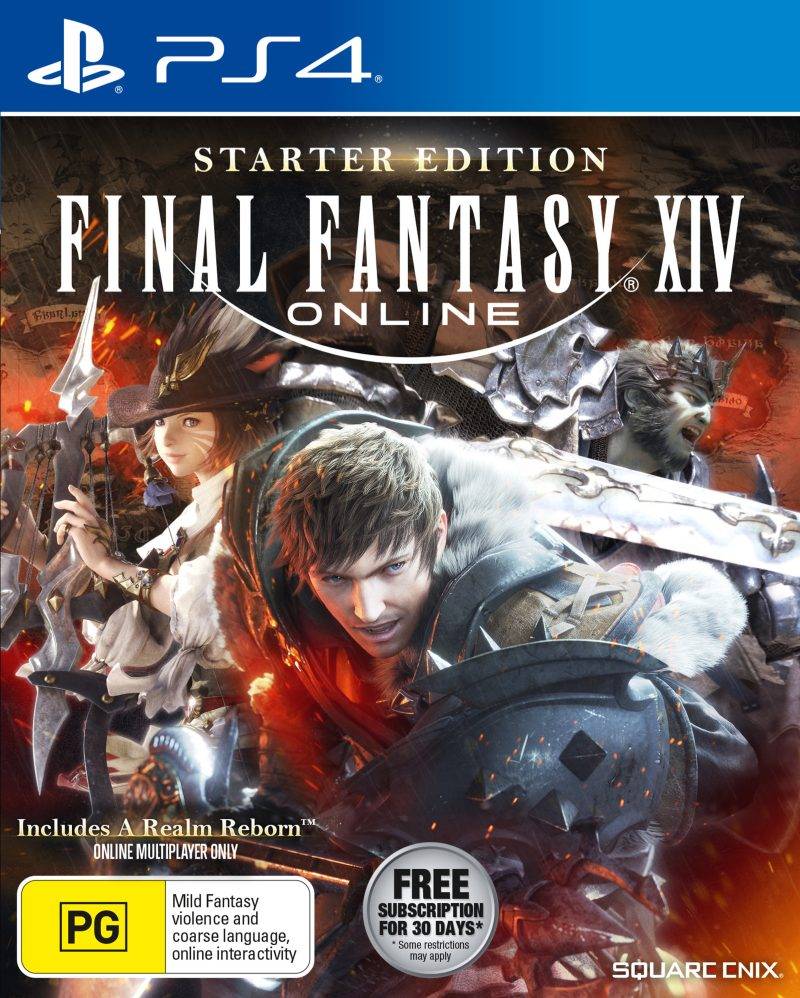 PS4®
STARTER EDITION
FINAL FANTASY® XIV
ONLINE
Includes A Realm Reborn™
ONLINE MULTIPLAYER ONLY
PG
Mild Fantasy
violence and
coarse language,
online interactivity
FREE
SUBSCRIPTION
FOR 30 DAYS*
* Some restrictions
may apply
SQUARE ENIX.